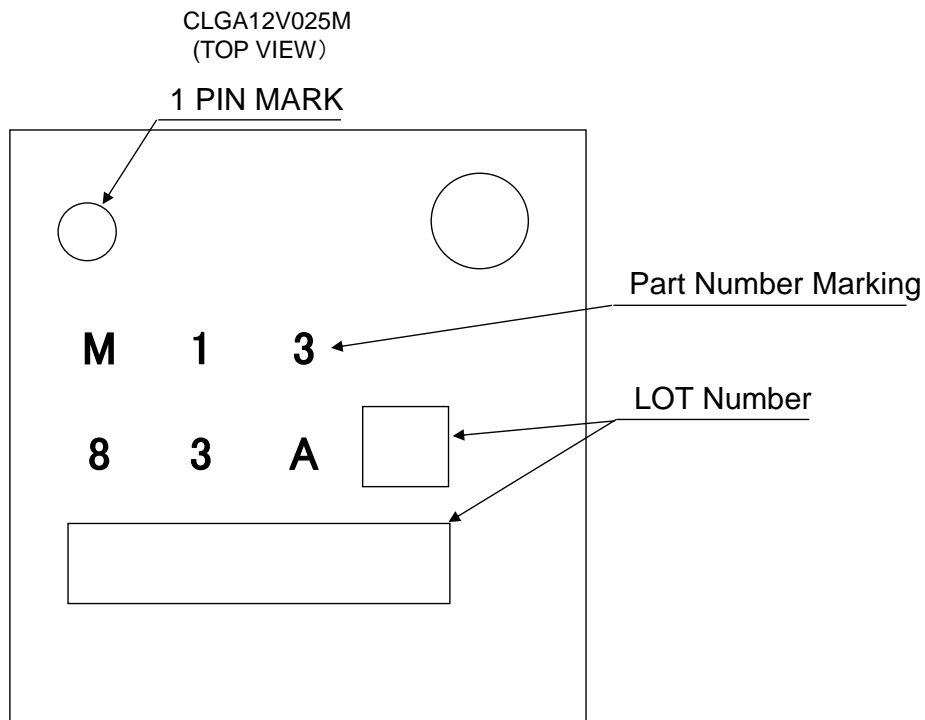 CLGA12V025M
(TOP VIEW）
1 PIN MARK
Part Number Marking
M 1 3
LOT Number
8 3 A